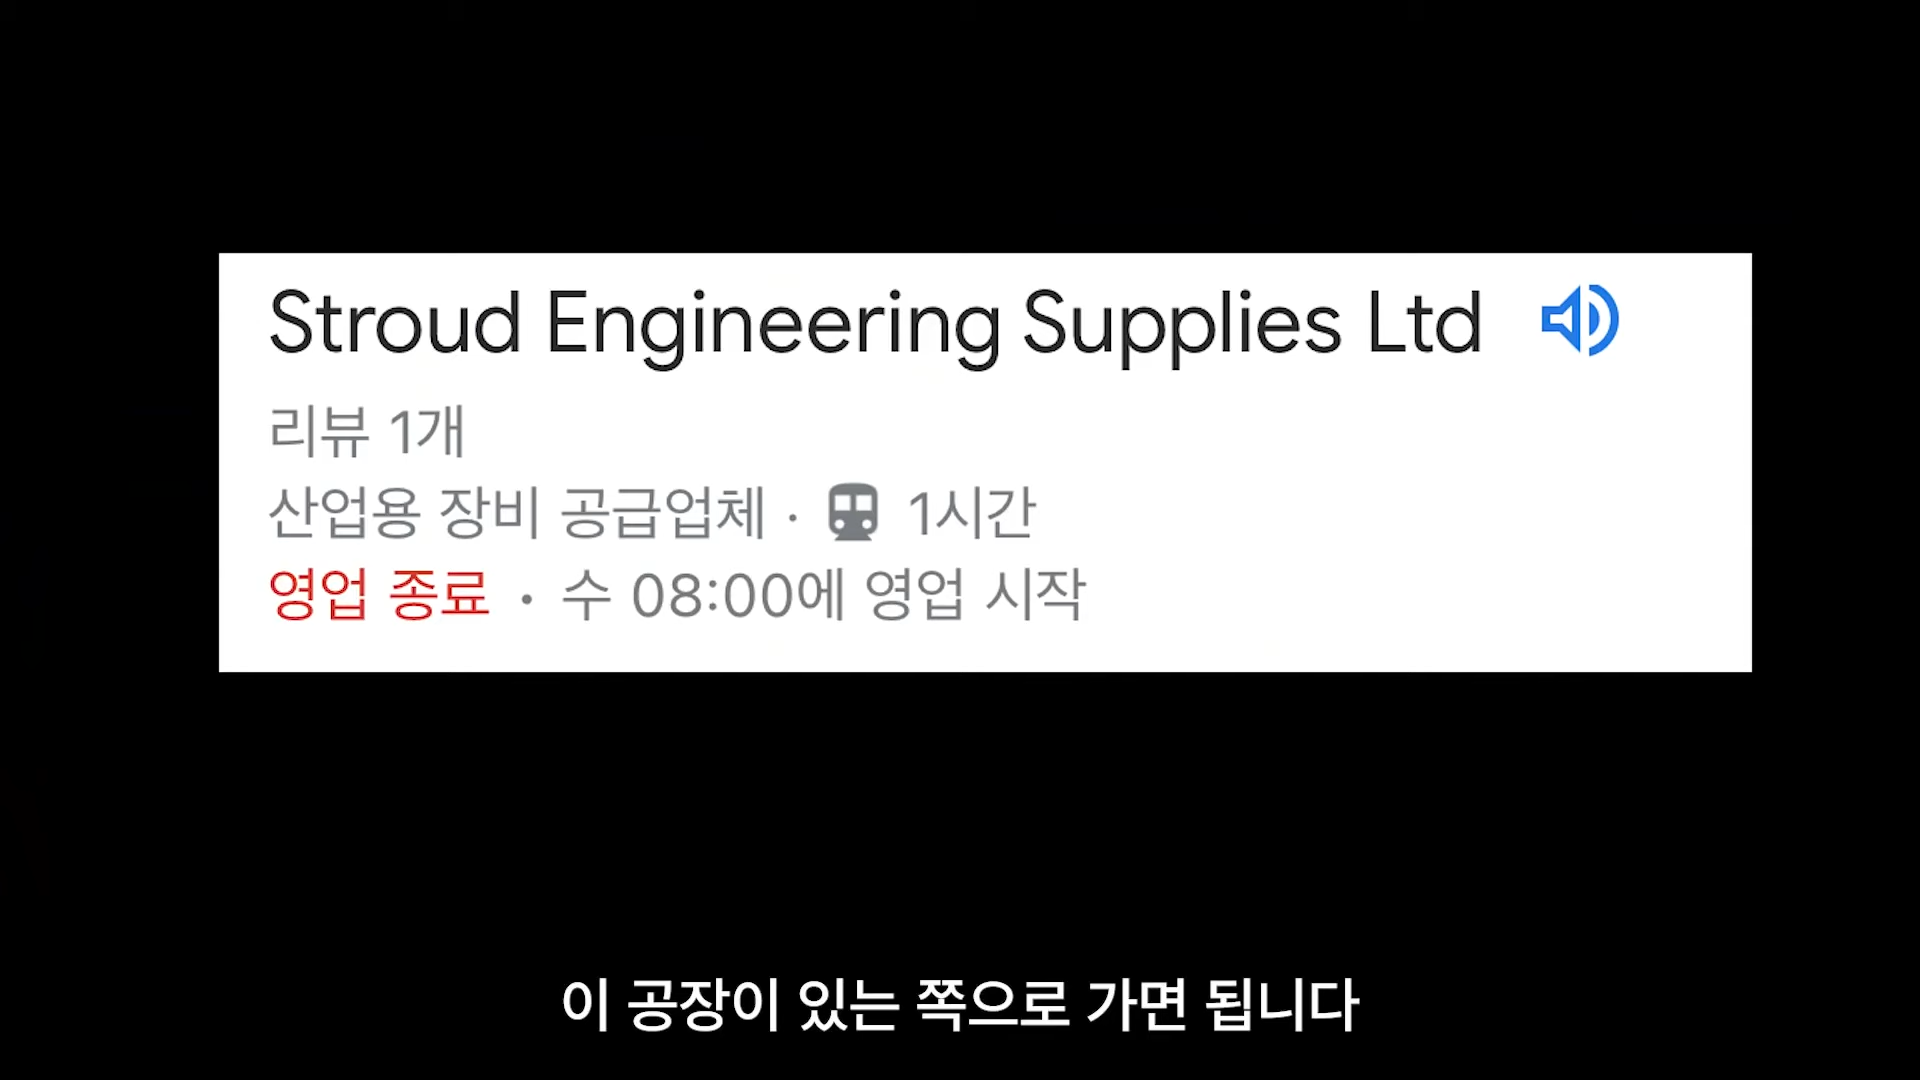 Stroud Engineering Supplies Ltd
리뷰 1개
산업용 장비 공급업체 · 1시간
영업 종료 · 수 08:00에 영업 시작
이 공장이 있는 쪽으로 가면 됩니다